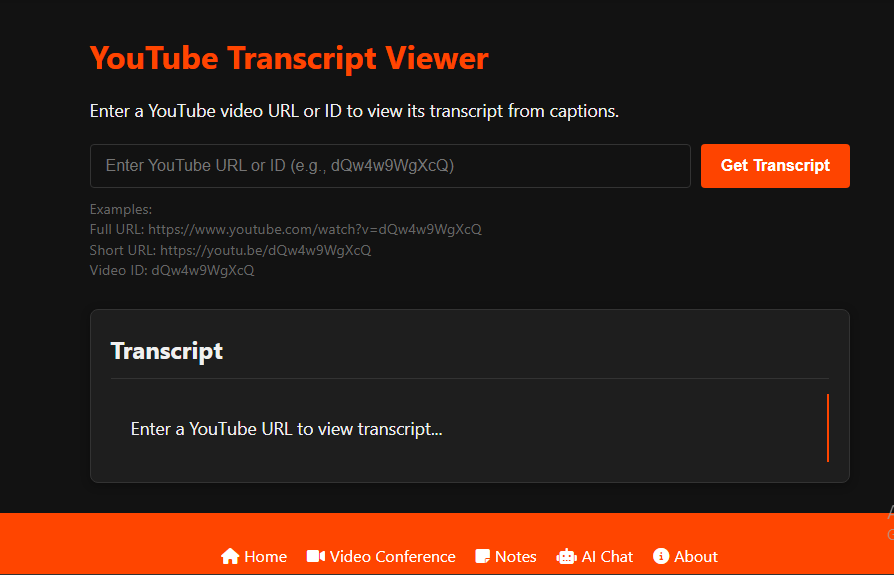 YouTube Transcript Viewer
Enter a YouTube video URL or ID to view its transcript from captions.
Enter YouTube URL or ID (e.g., dQw4w9WgXcQ)
Get Transcript
Examples:
Full URL: https://www.youtube.com/watch?v=dQw4w9WgXcQ
Short URL: https://youtu.be/dQw4w9WgXcQ
Video ID: dQw4w9WgXcQ
Transcript
Enter a YouTube URL to view transcript...
Home Video Conference Notes AI Chat About